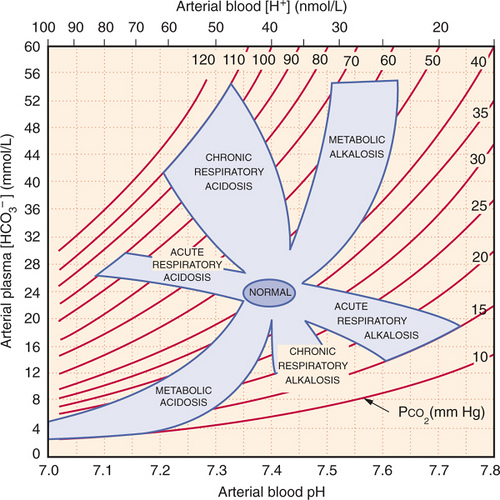 Arterial blood [H⁺] (nmol/L)
100 90 80 70 60 50 40 30 20
120 110 100 90 80 70 60 50 40
35
30
25
20
15
10
60
56
52
48
44
40
36
32
28
24
20
16
12
8
4
0
Arterial plasma [HCO₃⁻] (mmol/L)
CHRONIC
RESPIRATORY
ACIDOSIS
METABOLIC
ALKALOSIS
ACUTE
RESPIRATORY
ACIDOSIS
NORMAL
ACUTE
RESPIRATORY
ALKALOSIS
CHRONIC
RESPIRATORY
ALKALOSIS
METABOLIC
ACIDOSIS
PCO₂(mm Hg)
7.0 7.1 7.2 7.3 7.4 7.5 7.6 7.7 7.8
Arterial blood pH